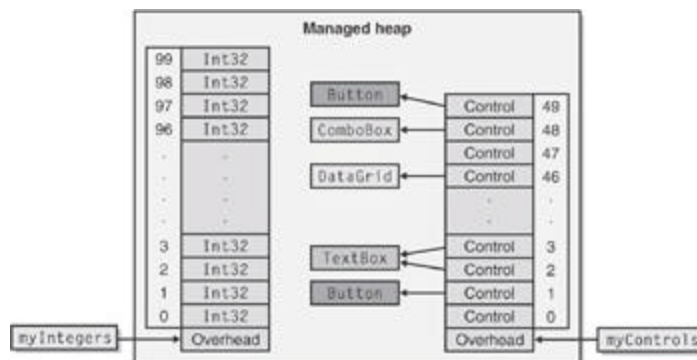 Managed heap
99 Int32
98 Int32
97 Int32
96 Int32
.
.
.
.
.
.
3 Int32
2 Int32
1 Int32
0 Int32
Overhead
myIntegers
Button
ComboBox
DataGrid
TextBox
Button
Control 49
Control 48
Control 47
Control 46
.
.
.
.
Control 3
Control 2
Control 1
Control 0
Overhead
myControls